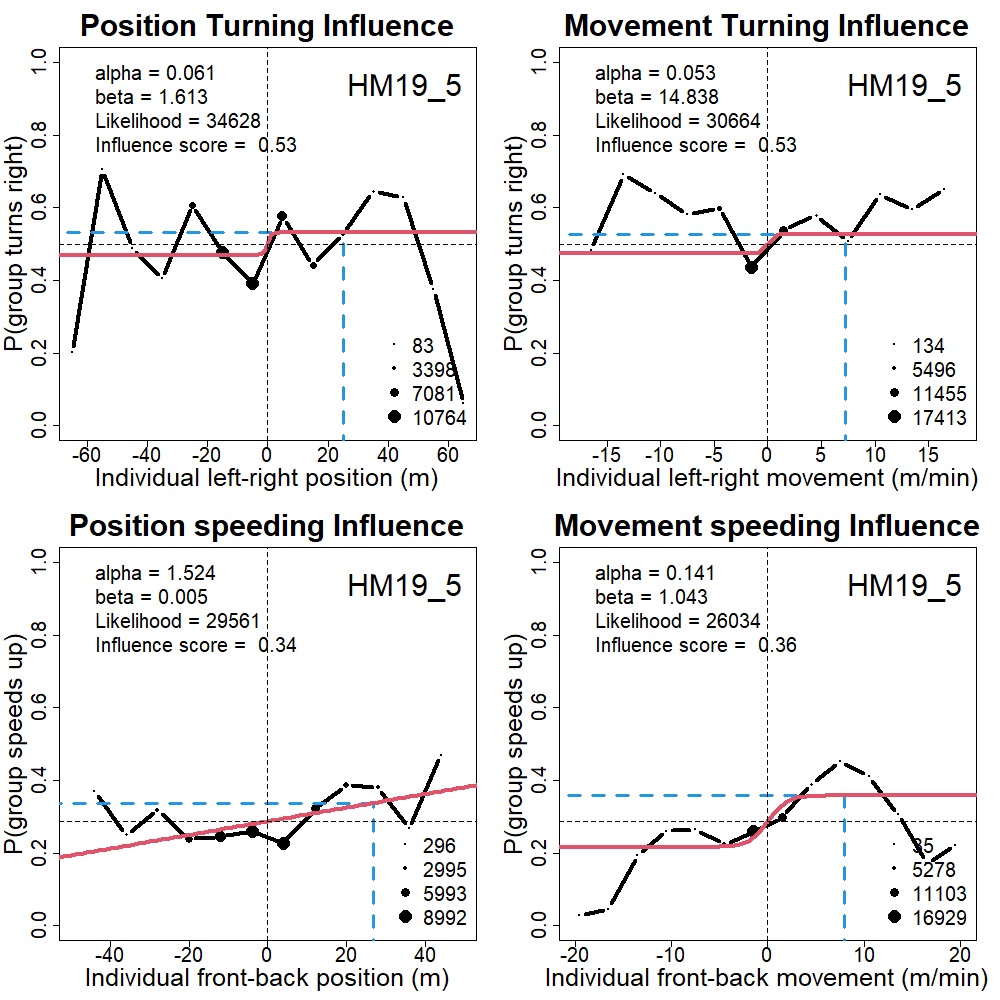 Position Turning Influence
alpha = 0.061
beta = 1.613
Likelihood = 34628
Influence score = 0.53
HM19_5
P(group turns right)
0.0 0.2 0.4 0.6 0.8 1.0
83
3398
7081
10764
-60 -40 -20 0 20 40 60
Individual left-right position (m)
Movement Turning Influence
alpha = 0.053
beta = 14.838
Likelihood = 30664
Influence score = 0.53
HM19_5
P(group turns right)
0.0 0.2 0.4 0.6 0.8 1.0
134
5496
11455
17413
-15 -10 -5 0 5 10 15
Individual left-right movement (m/min)
Position speeding Influence
alpha = 1.524
beta = 0.005
Likelihood = 29561
Influence score = 0.34
HM19_5
P(group speeds up)
0.0 0.2 0.4 0.6 0.8 1.0
296
2995
5993
8992
-40 -20 0 20 40
Individual front-back position (m)
Movement speeding Influence
alpha = 0.141
beta = 1.043
Likelihood = 26034
Influence score = 0.36
HM19_5
P(group speeds up)
0.0 0.2 0.4 0.6 0.8 1.0
35
5278
11103
16929
-20 -10 0 10 20
Individual front-back movement (m/min)